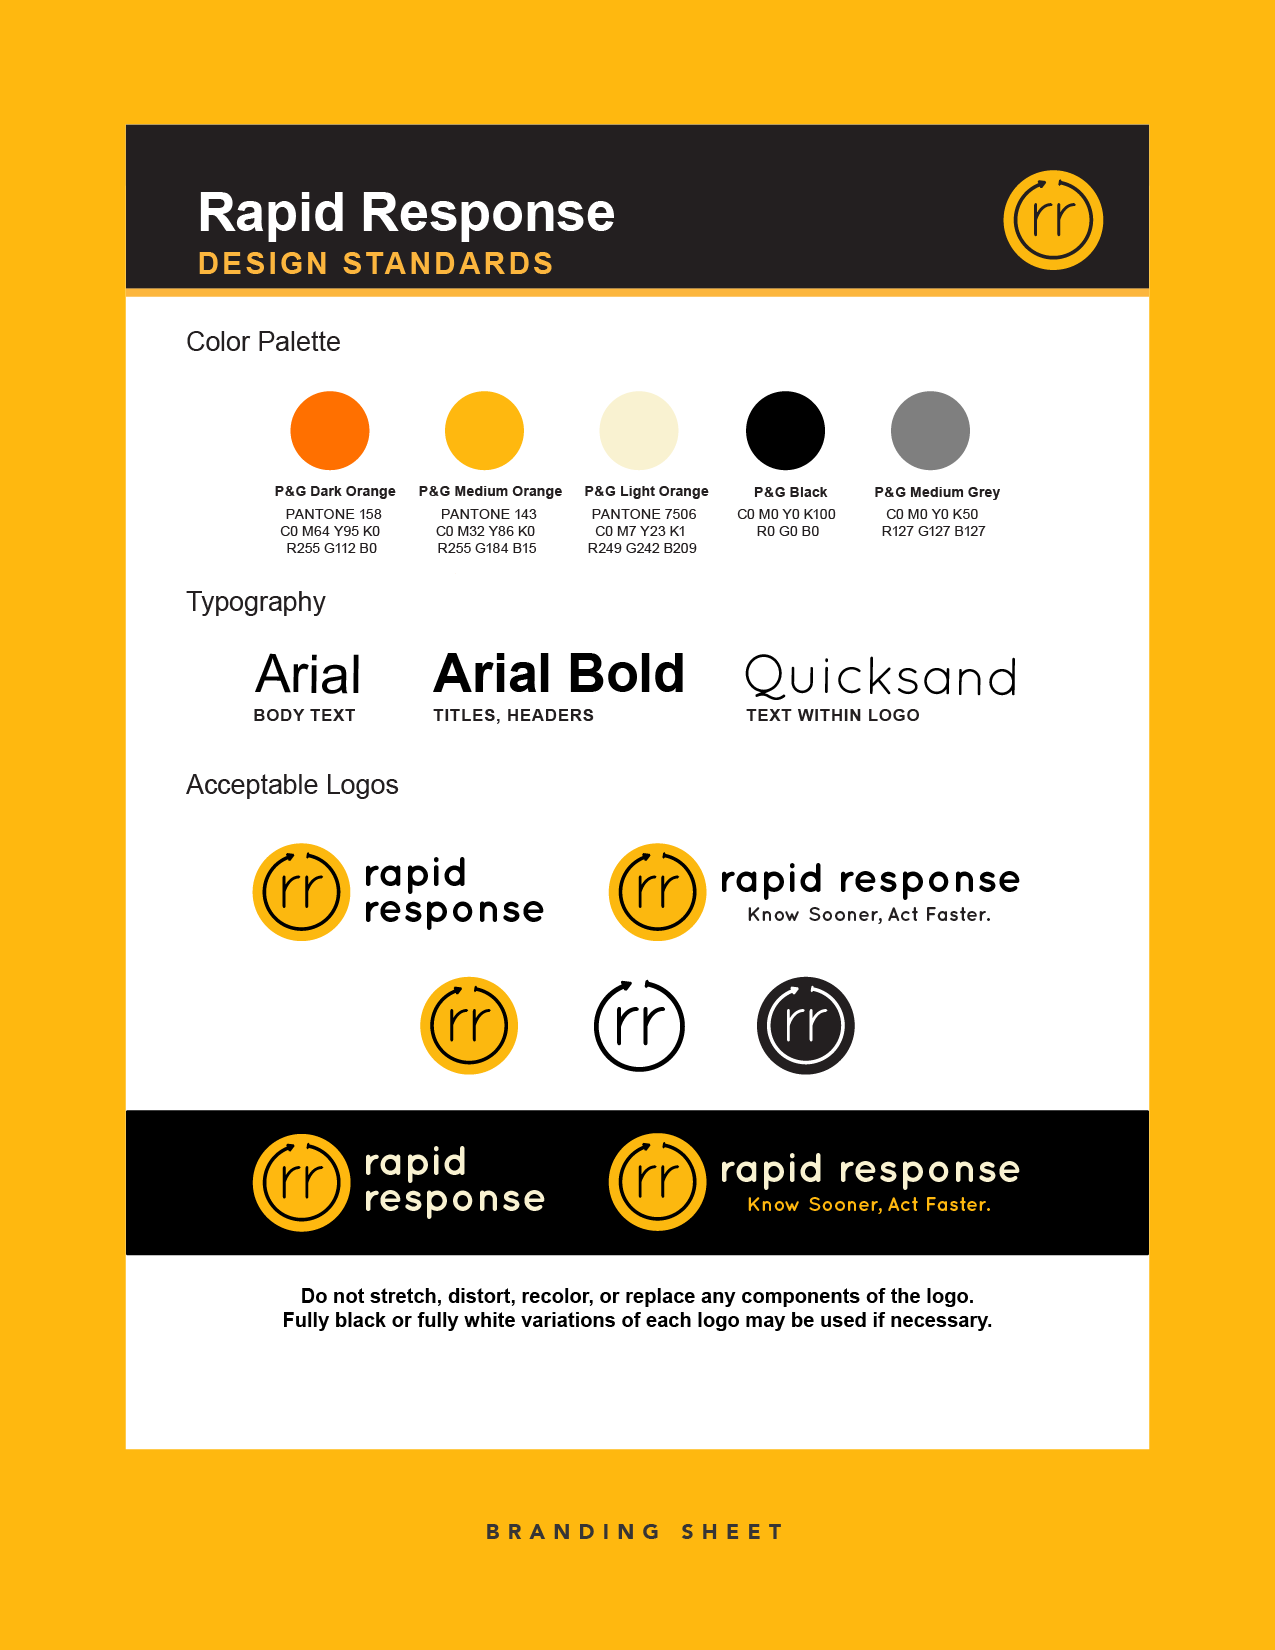 Rapid Response
DESIGN STANDARDS
rr
Color Palette
P&G Dark Orange
PANTONE 158
C0 M64 Y95 K0
R255 G112 B0
P&G Medium Orange
PANTONE 143
C0 M32 Y86 K0
R255 G184 B15
P&G Light Orange
PANTONE 7506
C0 M7 Y23 K1
R249 G242 B209
P&G Black
C0 M0 Y0 K100
R0 G0 B0
P&G Medium Grey
C0 M0 Y0 K50
R127 G127 B127
Typography
Arial
BODY TEXT
Arial Bold
TITLES, HEADERS
Quicksand
TEXT WITHIN LOGO
Acceptable Logos
rr
rapid
response
rr
rapid response
Know Sooner, Act Faster.
rr
rr
rr
rr
rapid
response
rr
rapid response
Know Sooner, Act Faster.
Do not stretch, distort, recolor, or replace any components of the logo.
Fully black or fully white variations of each logo may be used if necessary.
BRANDING SHEET